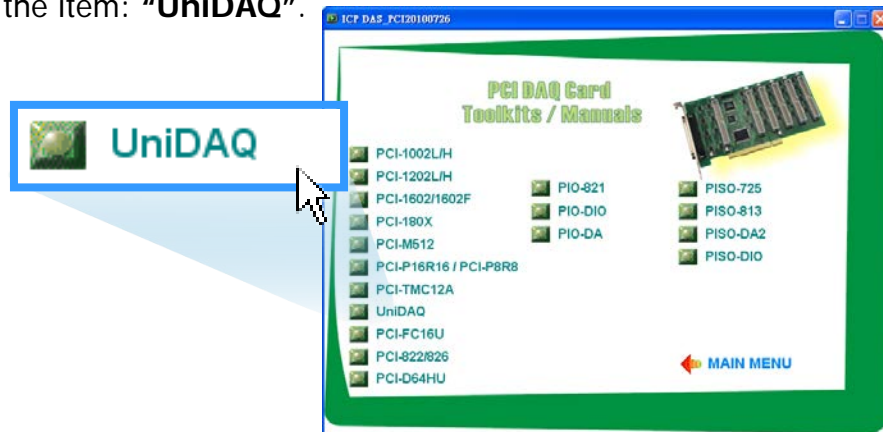 the item: "UniDAQ".
ICP DAS_PCI20100726
PCI DAQ Card
Toolkits / Manuals
UniDAQ
PCI-1002L/H
PCI-1202L/H
PCI-1602/1602F
PCI-180X
PCI-M512
PCI-P16R16 / PCI-P8R8
PCI-TMC12A
UniDAQ
PCI-FC16U
PCI-822/826
PCI-D64HU
PIO-821
PIO-DIO
PIO-DA
PISO-725
PISO-813
PISO-DA2
PISO-DIO
MAIN MENU